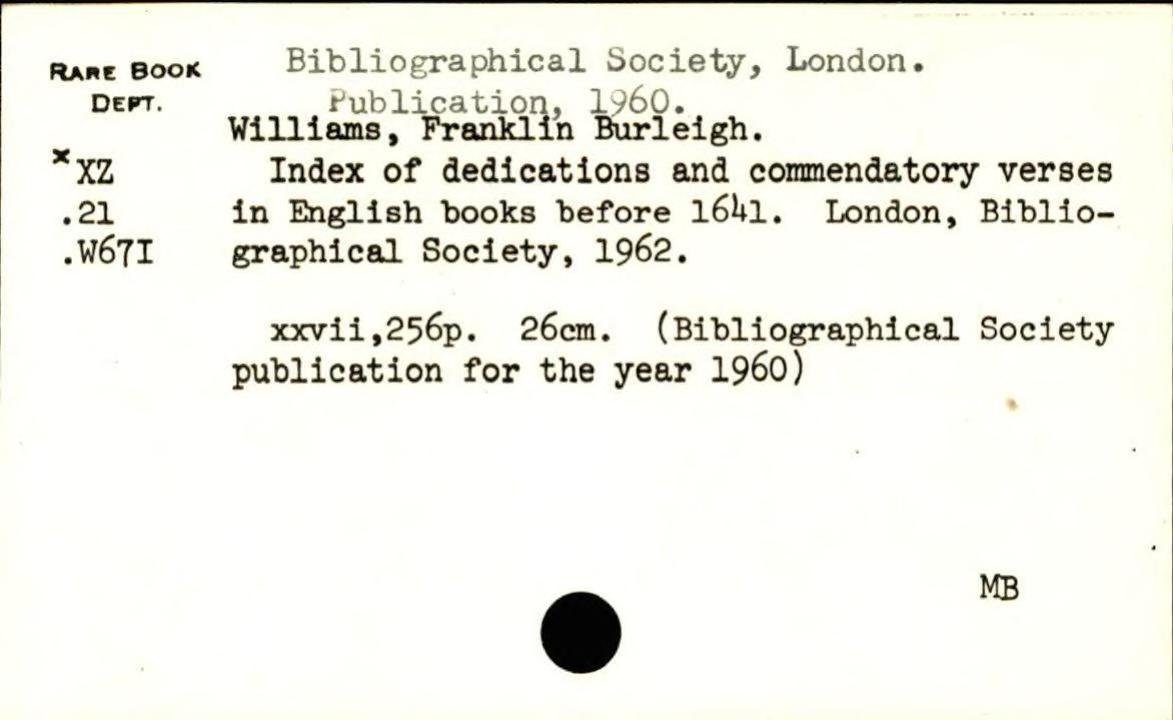 RARE BOOK
DEPT.
Bibliographical Society, London.
Publication, 1960.
Williams, Franklin Burleigh.
xXZ
.21
.W67I
Index of dedications and commendatory verses
in English books before 1641. London, Biblio-
graphical Society, 1962.
xxvii,256p. 26cm. (Bibliographical Society
publication for the year 1960)
MB